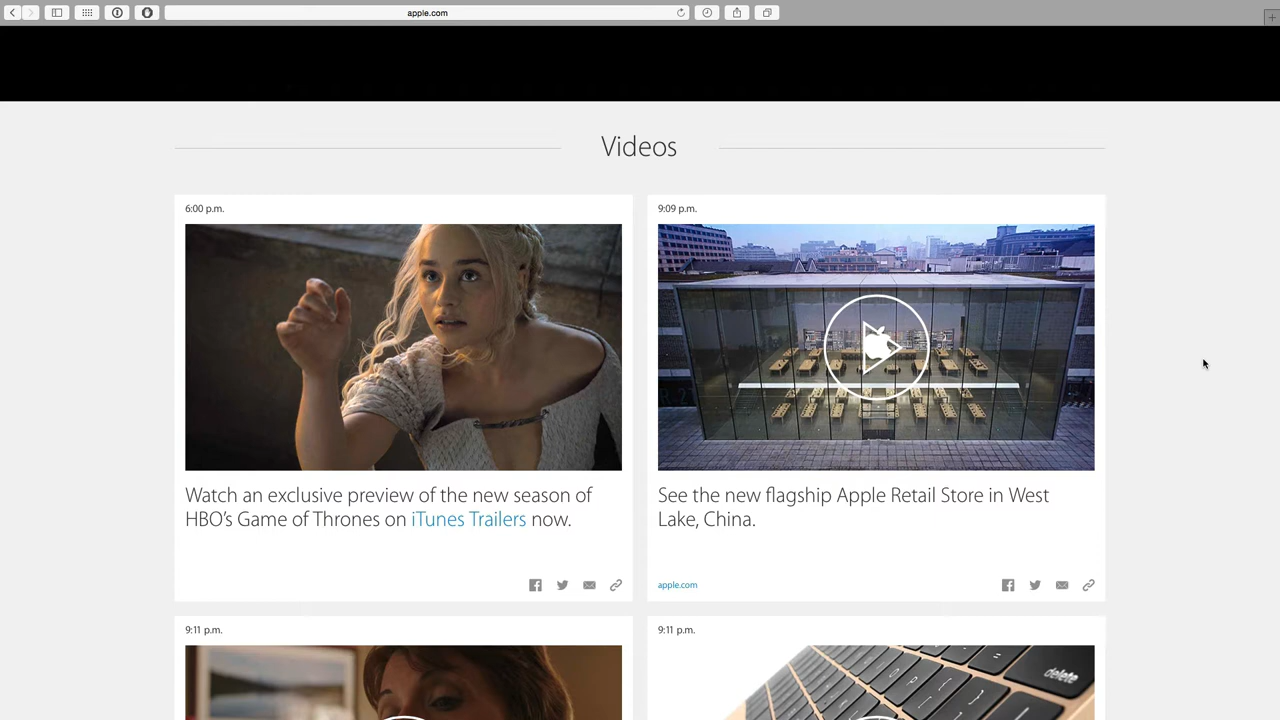 apple.com
Videos
6:00 p.m.
9:09 p.m.
Watch an exclusive preview of the new season of
HBO’s Game of Thrones on iTunes Trailers now.
See the new flagship Apple Retail Store in West
Lake, China.
apple.com
9:11 p.m.
9:11 p.m.
delete